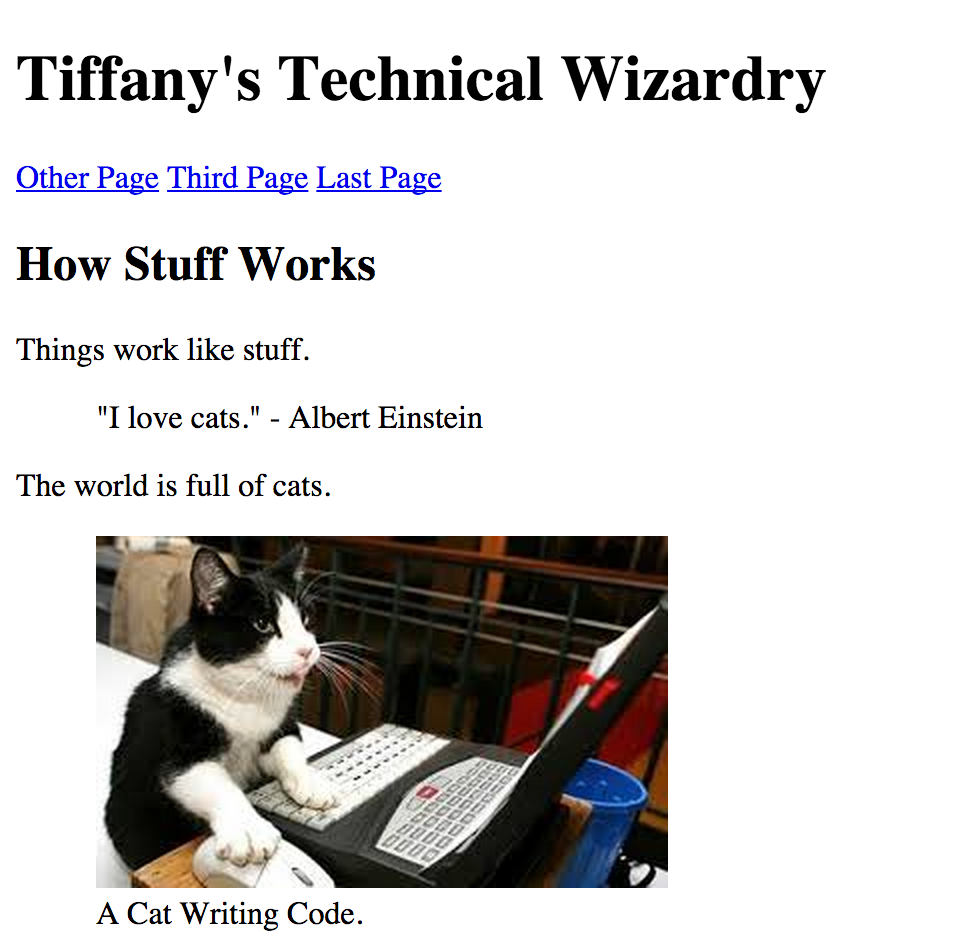 Tiffany's Technical Wizardry
Other Page Third Page Last Page
How Stuff Works
Things work like stuff.
"I love cats." - Albert Einstein
The world is full of cats.
A Cat Writing Code.